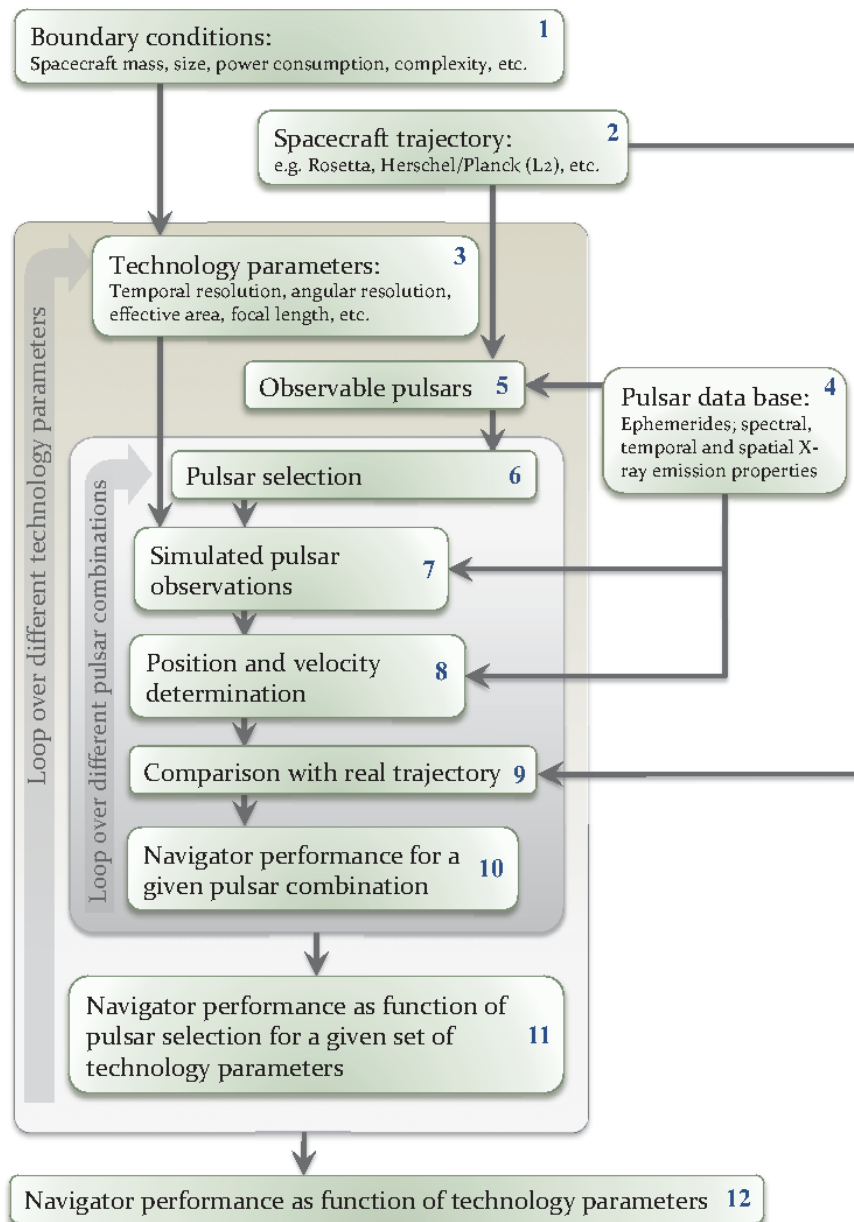 Boundary conditions: 1
Spacecraft mass, size, power consumption, complexity, etc.
Spacecraft trajectory: 2
e.g. Rosetta, Herschel/Planck (L2), etc.
Technology parameters: 3
Temporal resolution, angular resolution,
effective area, focal length, etc.
Observable pulsars 5
Pulsar data base: 4
Ephemerides; spectral,
temporal and spatial X-
ray emission properties
Loop over different technology parameters
Loop over different pulsar combinations
Pulsar selection 6
Simulated pulsar
observations 7
Position and velocity
determination 8
Comparison with real trajectory 9
Navigator performance for a
given pulsar combination 10
Navigator performance as function of
pulsar selection for a given set of
technology parameters 11
Navigator performance as function of technology parameters 12